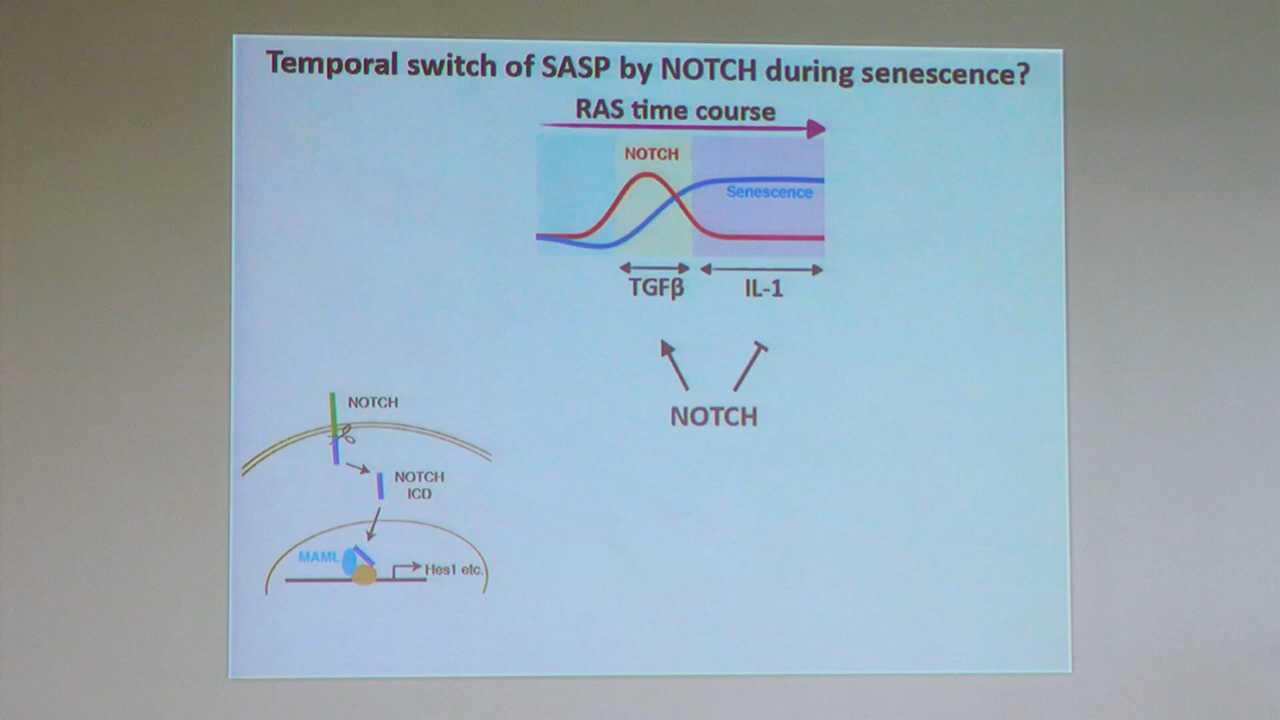 Temporal switch of SASP by NOTCH during senescence?
RAS time course
NOTCH
Senescence
TGFβ
IL-1
NOTCH
NOTCH
NOTCH
ICD
MAML
Hes1 etc.